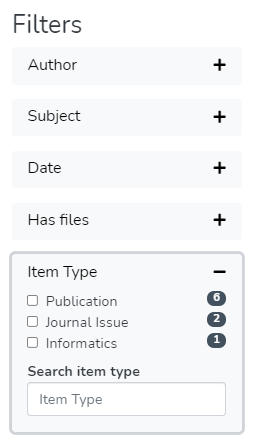 Filters
Author +
Subject +
Date +
Has files +
Item Type −
Publication 6
Journal Issue 2
Informatics 1
Search item type
Item Type